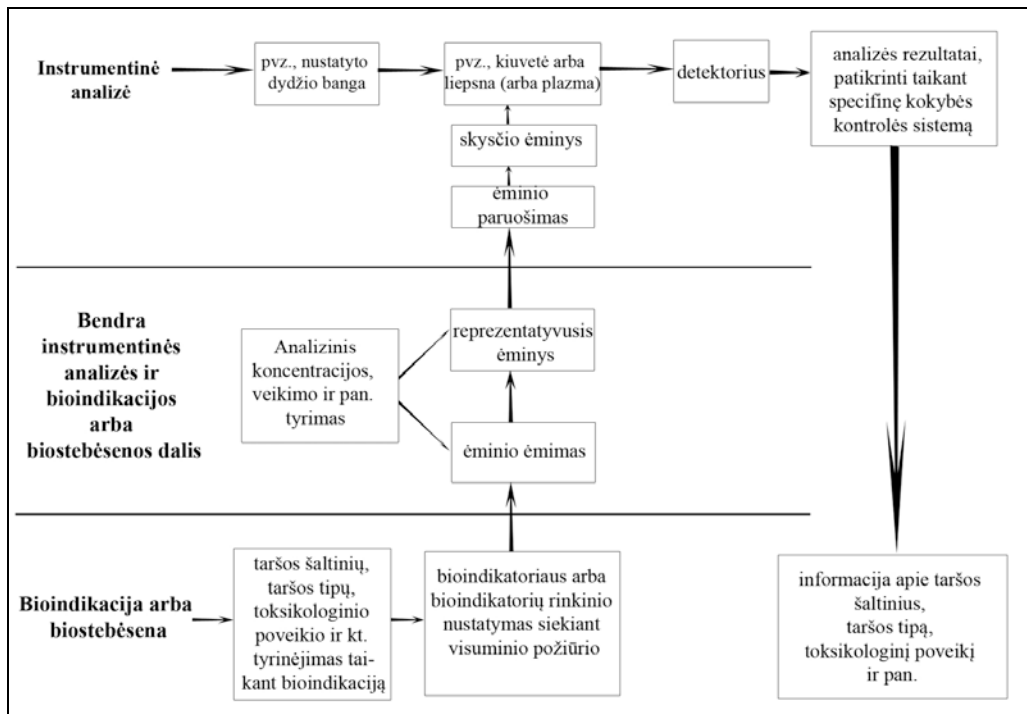 Instrumentinė
analizė
pvz., nustatyto
dydžio banga
pvz., kiuvetė arba
liepsna (arba plazma)
detektorius
analizės rezultatai,
patikrinti taikant
specifinę kokybės
kontrolės sistemą
skysčio ėminys
ėminio
paruošimas
Bendra
instrumentinės
analizės ir
bioindikacijos
arba
biostebėsenos dalis
Analizinis
koncentracijos,
veikimo ir pan.
tyrimas
reprezentatyvusis
ėminys
ėminio ėmimas
Bioindikacija arba
biostebėsena
taršos šaltinių,
taršos tipų,
toksikologinio
poveikio ir kt.
tyrinėjimas tai-
kant bioindikaciją
bioindikatoriaus arba
bioindikatorių rinkinio
nustatymas siekiant
visuminio požiūrio
informacija apie taršos
šaltinius,
taršos tipą,
toksikologinį poveikį
ir pan.